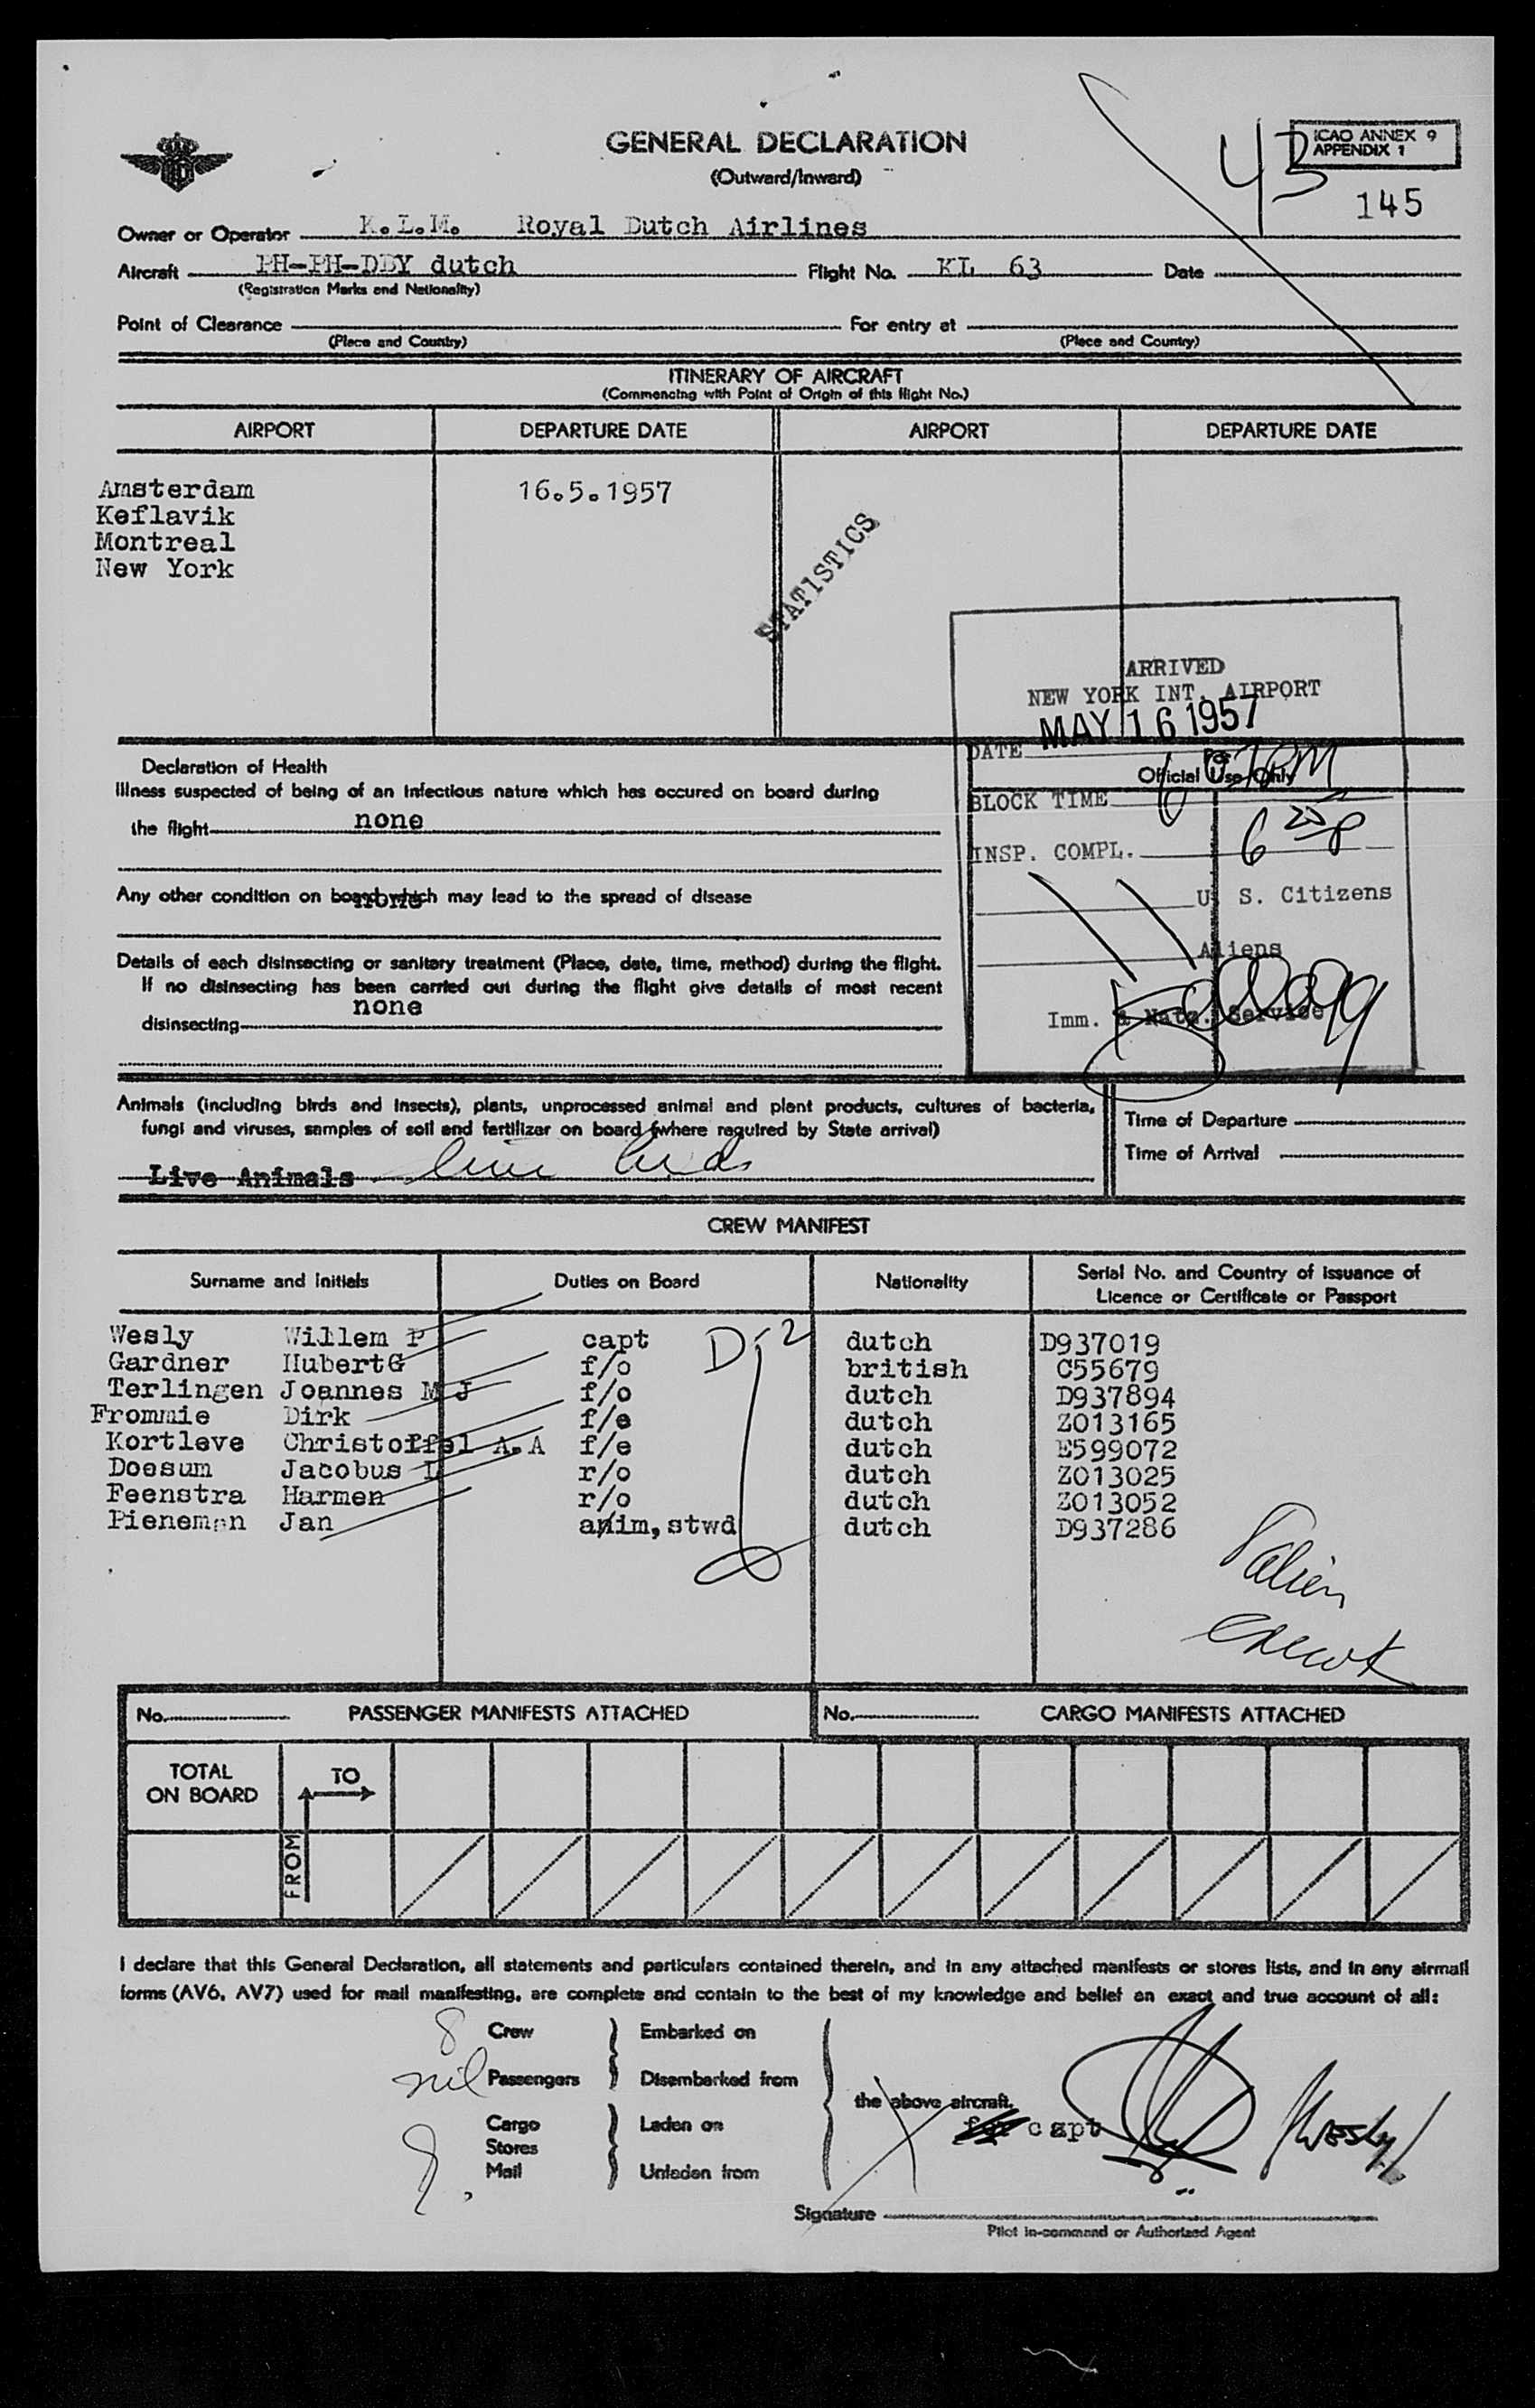 GENERAL DECLARATION
(Outward/Inward)
ICAO ANNEX 9
APPENDIX 1
43
145
Owner or Operator K.L.M. Royal Dutch Airlines
Aircraft PH-PH-DDY dutch Flight No. KL 63 Date
(Registration Marks and Nationality)
Point of Clearance For entry at
(Place and Country) (Place and Country)
ITINERARY OF AIRCRAFT
(Commencing with Point of Origin of this flight No.)
AIRPORT DEPARTURE DATE AIRPORT DEPARTURE DATE
Amsterdam 16.5.1957
Keflavik
Montreal
New York
STATISTICS
ARRIVED
NEW YORK INT. AIRPORT
DATE MAY 16 1957
For
Official Use Only
BLOCK TIME
INSP. COMPL. 6 25 P
U. S. Citizens
Aliens
Imm. & Natz. Service
Declaration of Health
Illness suspected of being of an infectious nature which has occured on board during
the flight none
Any other condition on board which may lead to the spread of disease
none
Details of each disinsecting or sanitary treatment (Place, date, time, method) during the flight.
If no disinsecting has been carried out during the flight give details of most recent
disinsecting none
Animals (including birds and insects), plants, unprocessed animal and plant products, cultures of bacteria,
fungi and viruses, samples of soil and fertilizer on board (where required by State arrival)
Live Animals live birds
Time of Departure
Time of Arrival
CREW MANIFEST
Surname and Initials Duties on Board Nationality Serial No. and Country of issuance of
Licence or Certificate or Passport
Wesly Willem P capt dutch D937019
Gardner HubertG f/o british C55679
Terlingen Joannes M J f/o dutch D937894
Frommie Dirk f/e dutch Z013165
Kortleve Christoffel A.A f/e dutch E599072
Doesum Jacobus L r/o dutch Z013025
Feenstra Harmen r/o dutch Z013052
Pieneman Jan anim,stwd dutch D937286
D-2
8 alien
crew
No. PASSENGER MANIFESTS ATTACHED No. CARGO MANIFESTS ATTACHED
TOTAL
ON BOARD
TO
FROM
I declare that this General Declaration, all statements and particulars contained therein, and in any attached manifests or stores lists, and in any airmail
forms (AV6, AV7) used for mail manifesting, are complete and contain to the best of my knowledge and belief an exact and true account of all:
8 Crew Embarked on
nil Passengers Disembarked from
the above aircraft.
for capt
Cargo Laden on
Stores
Mail Unladen from
Wesly
Signature
Pilot in-command or Authorized Agent